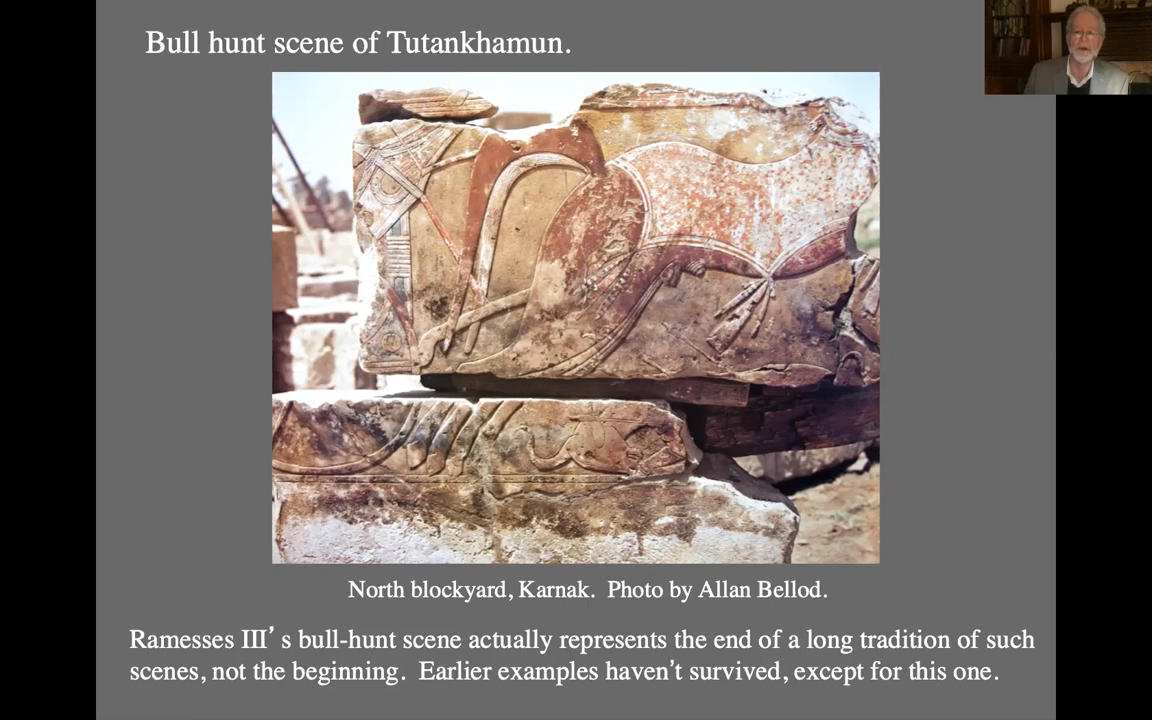 Bull hunt scene of Tutankhamun.
North blockyard, Karnak. Photo by Allan Bellod.
Ramesses III’s bull-hunt scene actually represents the end of a long tradition of such
scenes, not the beginning. Earlier examples haven’t survived, except for this one.